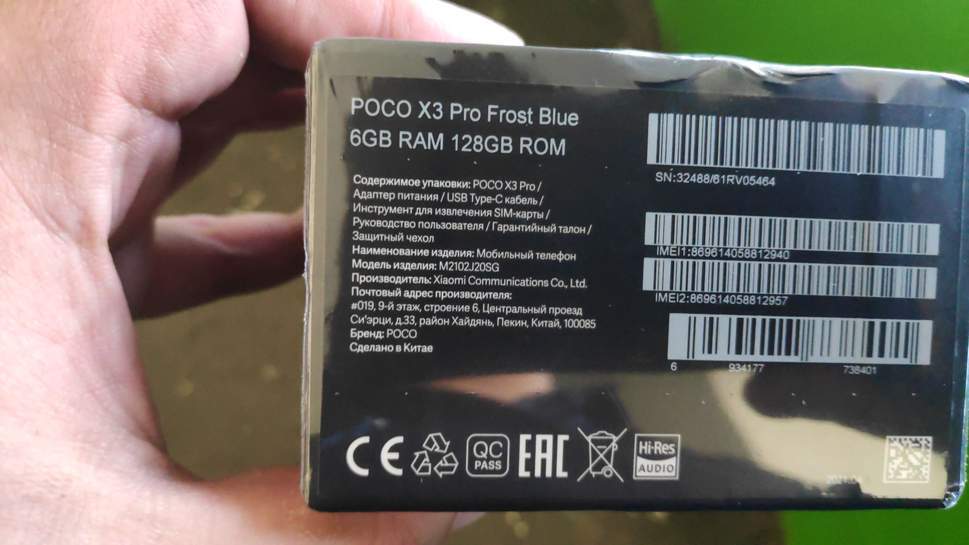 POCO X3 Pro Frost Blue
6GB RAM 128GB ROM
Содержимое упаковки: POCO X3 Pro /
Адаптер питания / USB Type-C кабель /
Инструмент для извлечения SIM-карты /
Руководство пользователя / Гарантийный талон /
Защитный чехол
Наименование изделия: Мобильный телефон
Модель изделия: M2102J20SG
Производитель: Xiaomi Communications Co., Ltd.
Почтовый адрес производителя:
#019, 9-й этаж, строение 6, Центральный проезд
Си'эрци, д.33, район Хайдянь, Пекин, Китай, 100085
Бренд: POCO
Сделано в Китае
SN:32488/61RV05464
IMEI1:869614058812940
IMEI2:869614058812957
6 934177 738401
CE
QC
PASS
EAC
Hi-Res
AUDIO